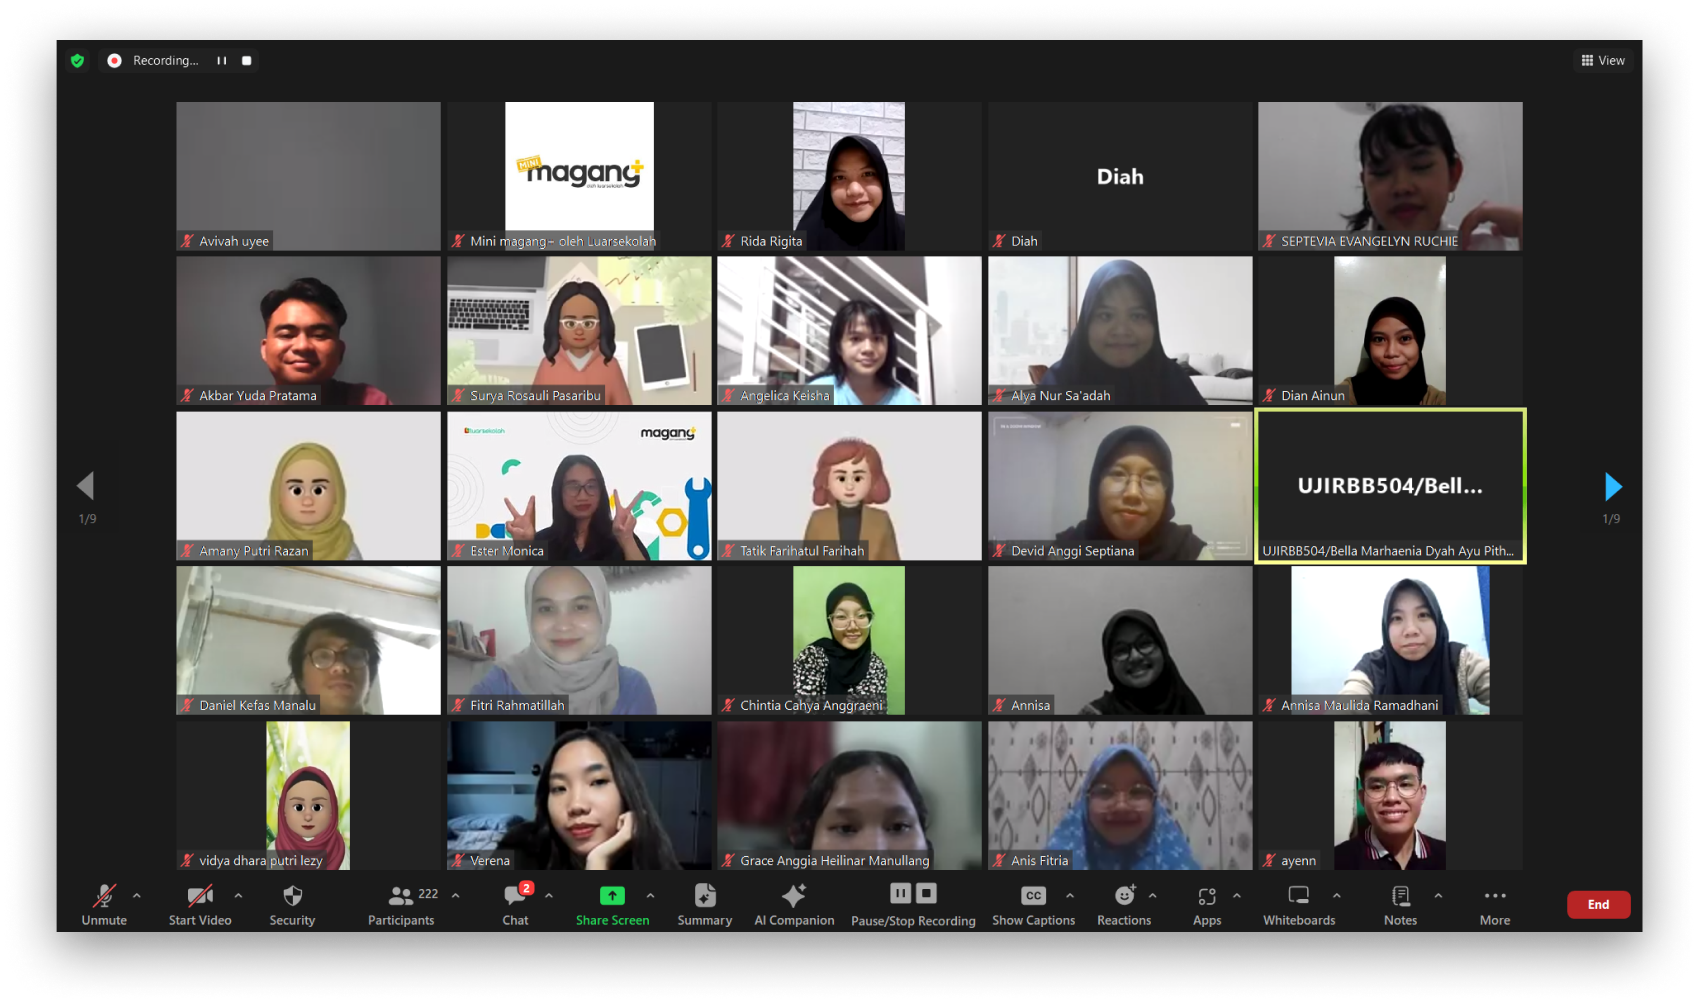 Recording...
View
MINI
magang+
oleh luarsekolah
Diah
Avivah uyee
Mini magang– oleh Luarsekolah
Rida Rigita
Diah
SEPTEVIA EVANGELYN RUCHIE
Akbar Yuda Pratama
Surya Rosauli Pasaribu
Angelica Keisha
Alya Nur Sa'adah
Dian Ainun
luarsekolah
magang+
UJIRBB504/Bell...
1/9
1/9
Amany Putri Razan
Ester Monica
Tatik Farihatul Farihah
Devid Anggi Septiana
UJIRBB504/Bella Marhaenia Dyah Ayu Pith...
Daniel Kefas Manalu
Fitri Rahmatillah
Chintia Cahya Anggraeni
Annisa
Annisa Maulida Ramadhani
vidya dhara putri lezy
Verena
Grace Anggia Heilinar Manullang
Anis Fitria
ayenn
222
2
CC
Unmute
Start Video
Security
Participants
Chat
Share Screen
Summary
AI Companion
Pause/Stop Recording
Show Captions
Reactions
Apps
Whiteboards
Notes
More
End